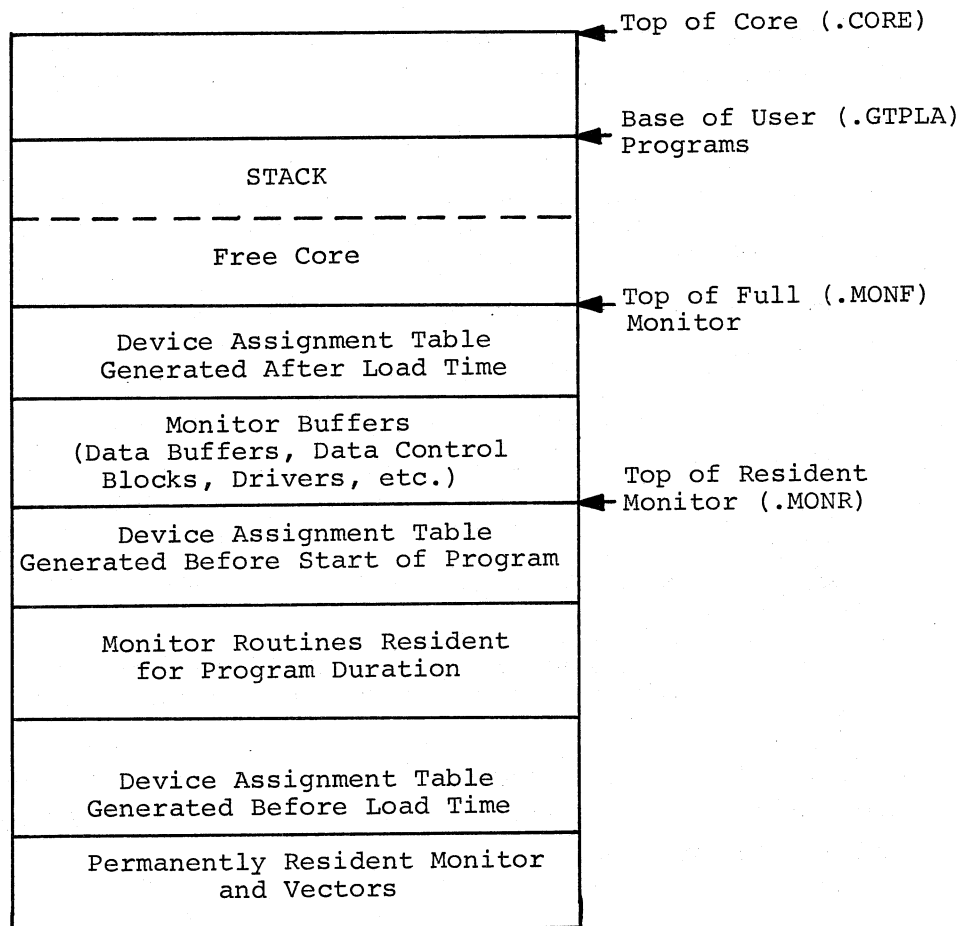 Top of Core (.CORE)
Base of User (.GTPLA)
Programs
STACK
Free Core
Top of Full (.MONF)
Monitor
Device Assignment Table
Generated After Load Time
Monitor Buffers
(Data Buffers, Data Control
Blocks, Drivers, etc.)
Top of Resident
Monitor (.MONR)
Device Assignment Table
Generated Before Start of Program
Monitor Routines Resident
for Program Duration
Device Assignment Table
Generated Before Load Time
Permanently Resident Monitor
and Vectors